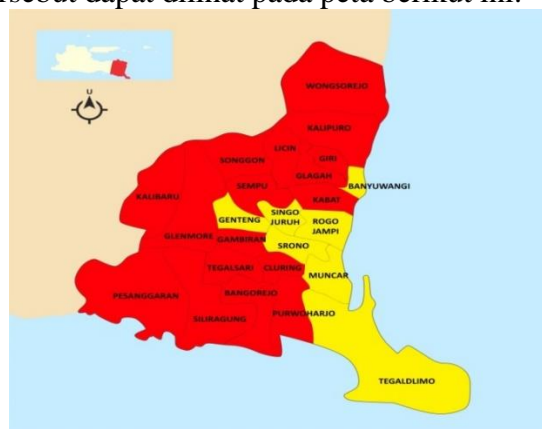 rsebut dapat dilihat pada peta berikut ini.
U
WONGSOREJO
KALIPURO
LICIN
GIRI
SONGGON
GLAGAH
SEMPU
BANYUWANGI
KALIBARU
KABAT
SINGO
JURUH
GENTENG
ROGO
JAMPI
GLENMORE
GAMBIRAN
SRONO
TEGALSARI
CLURING
MUNCAR
PESANGGARAN
BANGOREJO
SILIRAGUNG
PURWOHARJO
TEGALDLIMO